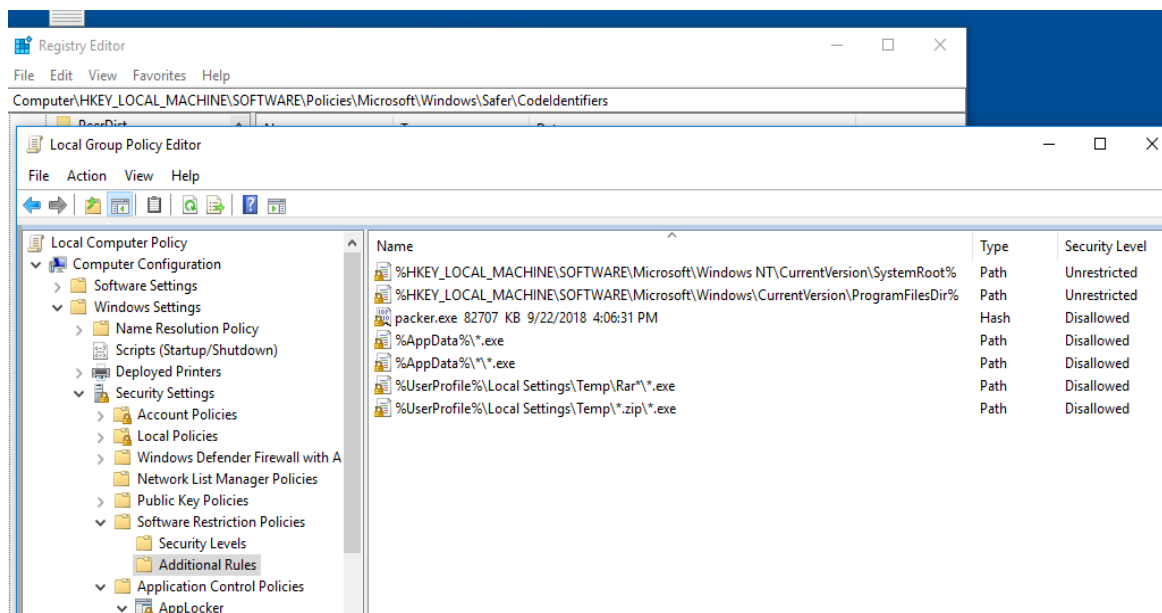 Registry Editor
File Edit View Favorites Help
Computer\HKEY_LOCAL_MACHINE\SOFTWARE\Policies\Microsoft\Windows\Safer\CodeIdentifiers
PeerDist
Local Group Policy Editor
File Action View Help
Local Computer Policy
Computer Configuration
Software Settings
Windows Settings
Name Resolution Policy
Scripts (Startup/Shutdown)
Deployed Printers
Security Settings
Account Policies
Local Policies
Windows Defender Firewall with A
Network List Manager Policies
Public Key Policies
Software Restriction Policies
Security Levels
Additional Rules
Application Control Policies
AppLocker
Name Type Security Level
%HKEY_LOCAL_MACHINE\SOFTWARE\Microsoft\Windows NT\CurrentVersion\SystemRoot% Path Unrestricted
%HKEY_LOCAL_MACHINE\SOFTWARE\Microsoft\Windows\CurrentVersion\ProgramFilesDir% Path Unrestricted
packer.exe 82707 KB 9/22/2018 4:06:31 PM Hash Disallowed
%AppData%\*.exe Path Disallowed
%AppData%\*\*.exe Path Disallowed
%UserProfile%\Local Settings\Temp\Rar*\*.exe Path Disallowed
%UserProfile%\Local Settings\Temp\*.zip\*.exe Path Disallowed